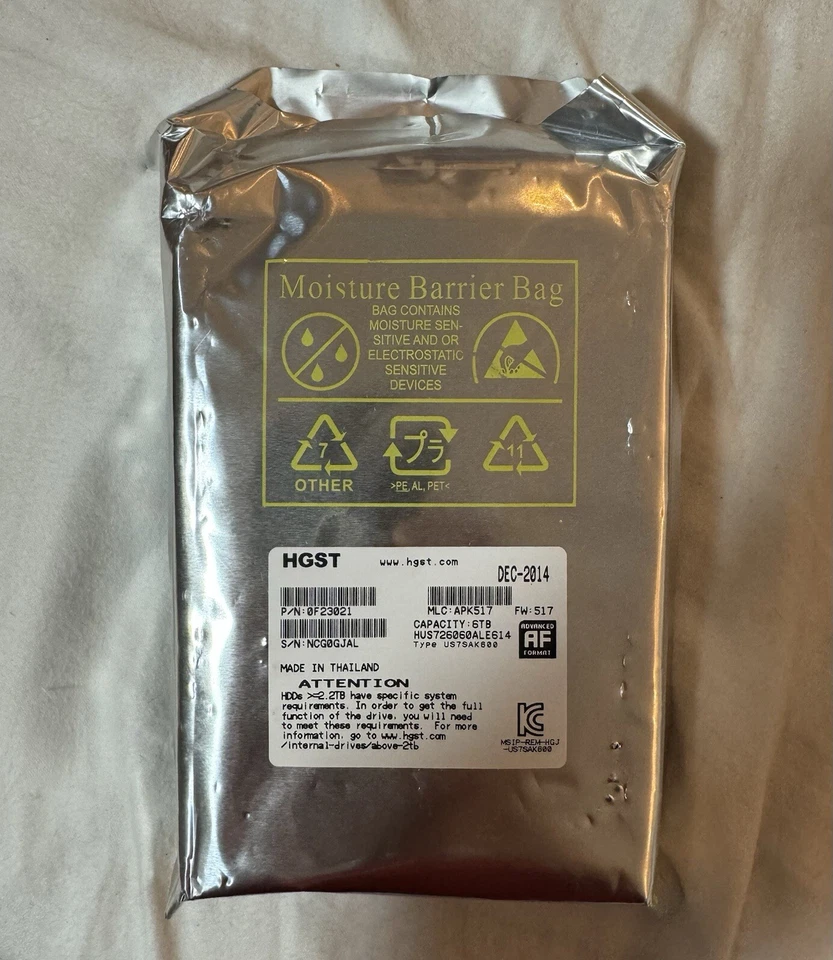 Moisture Barrier Bag
BAG CONTAINS
MOISTURE SEN-
SITIVE AND OR
ELECTROSTATIC
SENSITIVE
DEVICES
7
プラ
11
OTHER
>PE, AL, PET<
HGST www.hgst.com
DEC-2014
P/N:0F23021 MLC:APK517 FW:517
CAPACITY:6TB
HUS726060ALE614
S/N:NCG0GJAL Type US7SAK600
ADVANCED
AF
FORMAT
MADE IN THAILAND
ATTENTION
HDDs >=2.2TB have specific system
requirements. In order to get the full
function of the drive, you will need
to meet these requirements. For more
information, go to www.hgst.com
/internal-drives/above-2tb
MSIP-REM-HGJ
-US7SAK600